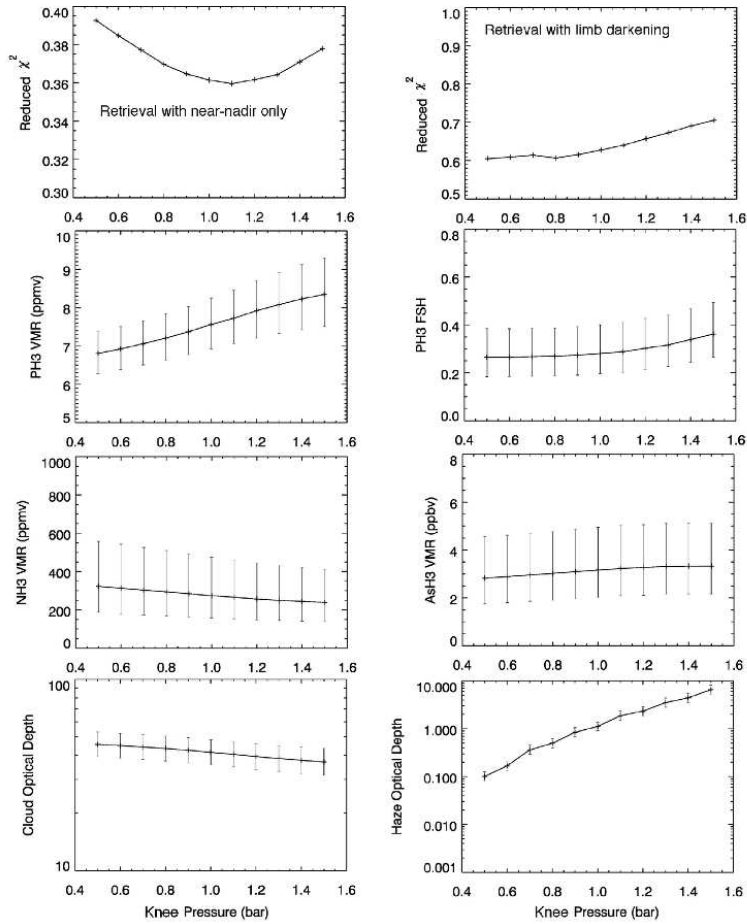 0.40
0.38
0.36
0.34
0.32
0.30
Reduced χ²
Retrieval with near-nadir only
0.4 0.6 0.8 1.0 1.2 1.4 1.6
1.0
0.9
0.8
0.7
0.6
0.5
Reduced χ²
Retrieval with limb darkening
0.4 0.6 0.8 1.0 1.2 1.4 1.6
10
9
8
7
6
5
PH3 VMR (ppmv)
0.4 0.6 0.8 1.0 1.2 1.4 1.6
0.8
0.6
0.4
0.2
0.0
PH3 FSH
0.4 0.6 0.8 1.0 1.2 1.4 1.6
1000
800
600
400
200
0
NH3 VMR (ppmv)
0.4 0.6 0.8 1.0 1.2 1.4 1.6
8
6
4
2
0
AsH3 VMR (ppbv)
0.4 0.6 0.8 1.0 1.2 1.4 1.6
100
10
Cloud Optical Depth
0.4 0.6 0.8 1.0 1.2 1.4 1.6
Knee Pressure (bar)
10.000
1.000
0.100
0.010
0.001
Haze Optical Depth
0.4 0.6 0.8 1.0 1.2 1.4 1.6
Knee Pressure (bar)